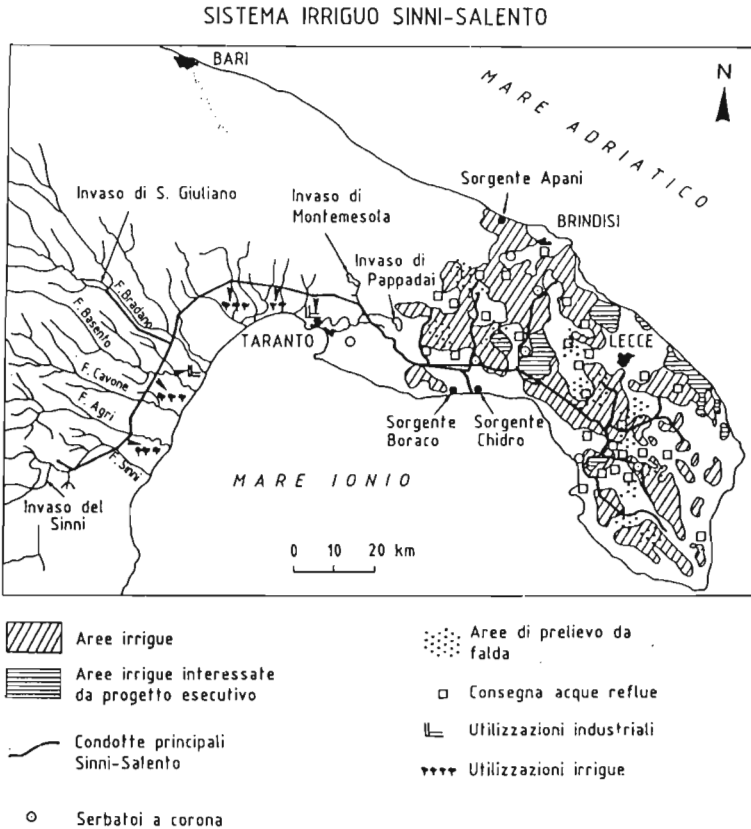 SISTEMA IRRIGUO SINNI-SALENTO
BARI
MARE ADRIATICO
N
Invaso di S. Giuliano
Invaso di
Montemesola
Sorgente Apani
BRINDISI
Invaso di
Pappadai
F. Bradano
F. Basento
F. Cavone
F. Agri
F. Sinni
TARANTO
LECCE
Sorgente
Boraco
Sorgente
Chidro
Invaso del
Sinni
MARE IONIO
0 10 20 km
Aree irrigue
Aree irrigue interessate
da progetto esecutivo
Condotte principali
Sinni-Salento
Serbatoi a corona
Aree di prelievo da
falda
Consegna acque reflue
Utilizzazioni industriali
Utilizzazioni irrigue